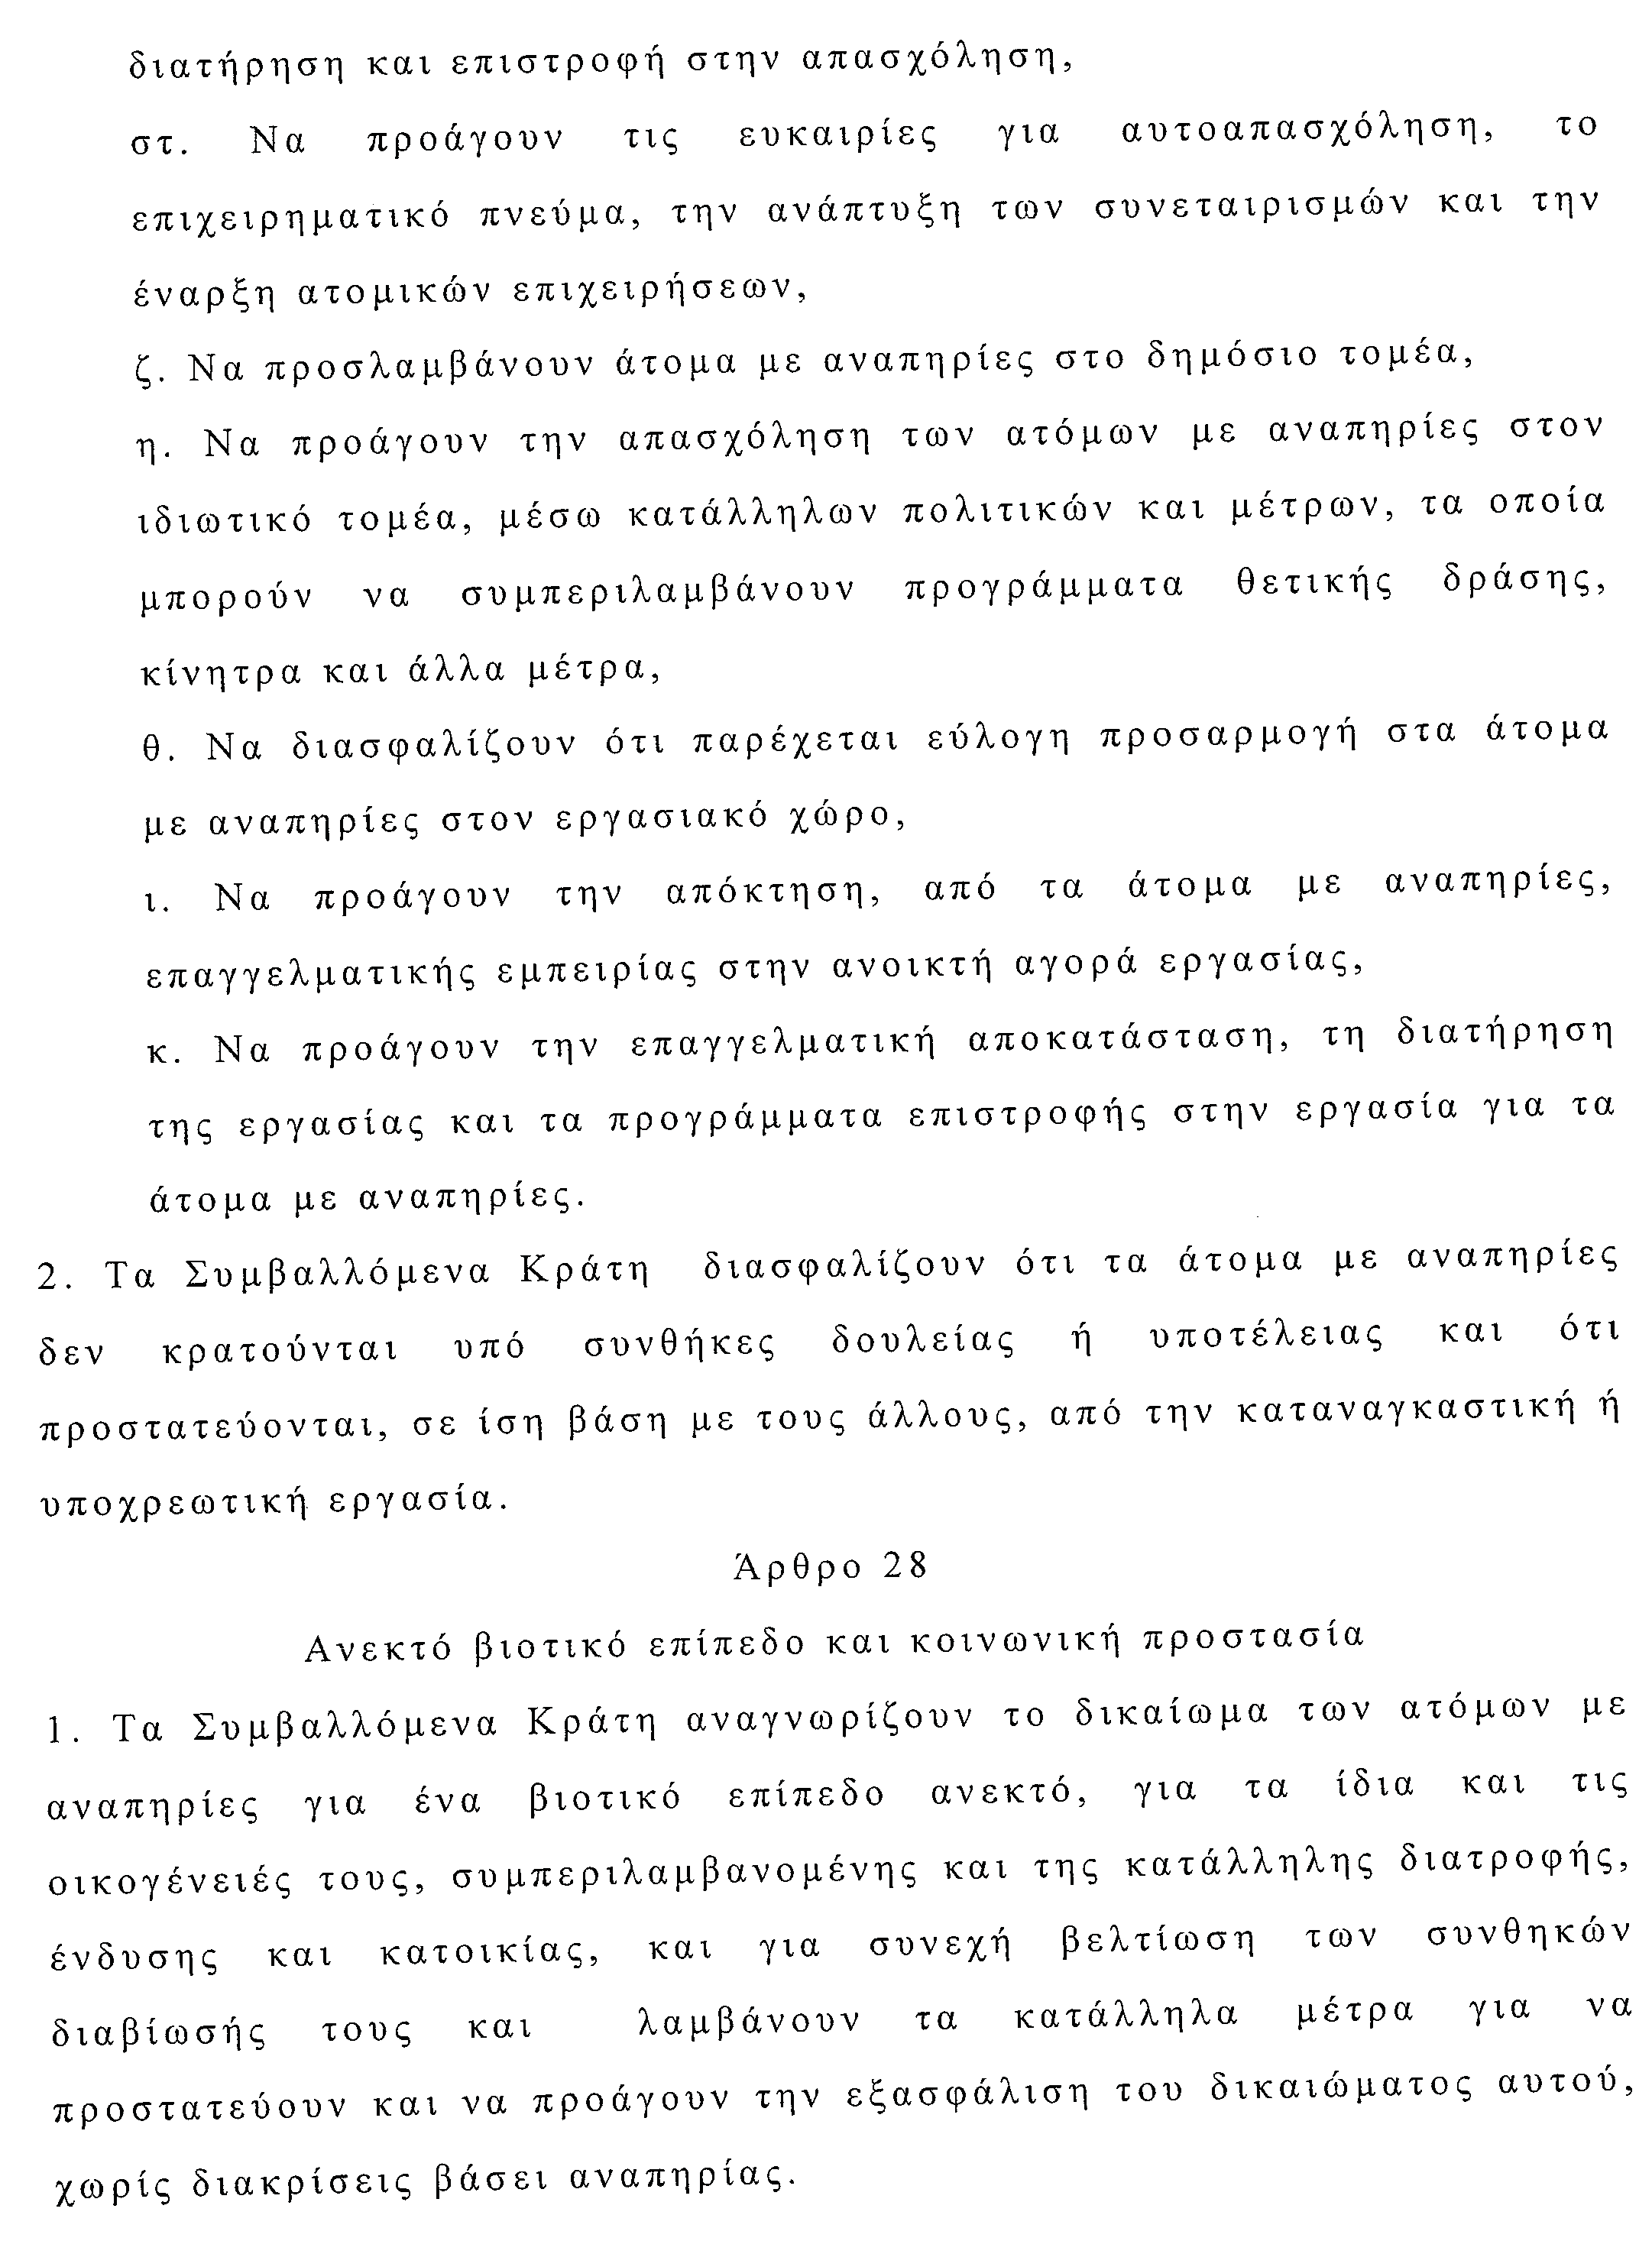 διατήρηση και επιστροφή στην απασχόληση,
στ. Να προάγουν τις ευκαιρίες για αυτοαπασχόληση, το
επιχειρηματικό πνεύμα, την ανάπτυξη των συνεταιρισμών και την
έναρξη ατομικών επιχειρήσεων,
ζ. Να προσλαμβάνουν άτομα με αναπηρίες στο δημόσιο τομέα,
η. Να προάγουν την απασχόληση των ατόμων με αναπηρίες στον
ιδιωτικό τομέα, μέσω κατάλληλων πολιτικών και μέτρων, τα οποία
μπορούν να συμπεριλαμβάνουν προγράμματα θετικής δράσης,
κίνητρα και άλλα μέτρα,
θ. Να διασφαλίζουν ότι παρέχεται εύλογη προσαρμογή στα άτομα
με αναπηρίες στον εργασιακό χώρο,
ι. Να προάγουν την απόκτηση, από τα άτομα με αναπηρίες,
επαγγελματικής εμπειρίας στην ανοικτή αγορά εργασίας,
κ. Να προάγουν την επαγγελματική αποκατάσταση, τη διατήρηση
της εργασίας και τα προγράμματα επιστροφής στην εργασία για τα
άτομα με αναπηρίες.
2. Τα Συμβαλλόμενα Κράτη διασφαλίζουν ότι τα άτομα με αναπηρίες
δεν κρατούνται υπό συνθήκες δουλείας ή υποτέλειας και ότι
προστατεύονται, σε ίση βάση με τους άλλους, από την καταναγκαστική ή
υποχρεωτική εργασία.
Άρθρο 28
Ανεκτό βιοτικό επίπεδο και κοινωνική προστασία
1. Τα Συμβαλλόμενα Κράτη αναγνωρίζουν το δικαίωμα των ατόμων με
αναπηρίες για ένα βιοτικό επίπεδο ανεκτό, για τα ίδια και τις
οικογένειές τους, συμπεριλαμβανομένης και της κατάλληλης διατροφής,
ένδυσης και κατοικίας, και για συνεχή βελτίωση των συνθηκών
διαβίωσής τους και λαμβάνουν τα κατάλληλα μέτρα για να
προστατεύουν και να προάγουν την εξασφάλιση του δικαιώματος αυτού,
χωρίς διακρίσεις βάσει αναπηρίας.